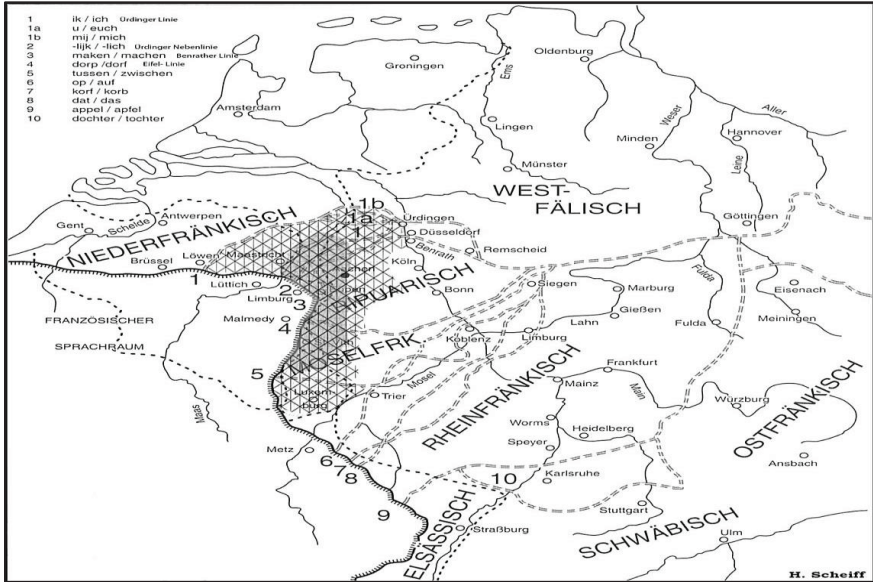 1 ik / ich Ürdinger Linie
1a u / euch
1b mij / mich
2 -lijk / -lich Ürdinger Nebenlinie
3 maken / machen Benrather Linie
4 dorp /dorf Eifel- Linie
5 tussen / zwischen
6 op / auf
7 korf / korb
8 dat / das
9 appel / apfel
10 dochter / tochter
Groningen
Oldenburg
Ems
Amsterdam
Weser
Aller
Lingen
Minden
Hannover
Leine
Münster
WEST-
FÄLISCH
NIEDERFRÄNKISCH
Gent
Schelde
Antwerpen
1b
1a
1
Ürdingen
Düsseldorf
Benrath
Remscheid
Göttingen
Brüssel
Löwen
Maastricht
Köln
1
Lüttich
2
Limburg
3
RIPUARISCH
Bonn
Siegen
Marburg
Fulda
Eisenach
Malmedy
4
Gießen
Lahn
Fulda
Meiningen
FRANZÖSISCHER
SPRACHRAUM
Koblenz
Limburg
MOSELFRK
5
Mosel
Trier
Luxem-
burg
Maas
RHEINFRÄNKISCH
Frankfurt
Mainz
Main
Würzburg
OSTFRÄNKISCH
Worms
Heidelberg
Speyer
Ansbach
Metz
6
7
8
10
Karlsruhe
9
Stuttgart
ELSÄSSISCH
Straßburg
SCHWÄBISCH
Ulm
H. Scheiff